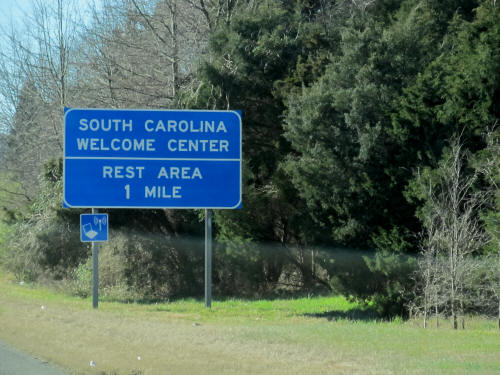 SOUTH CAROLINA
WELCOME CENTER
REST AREA
1 MILE